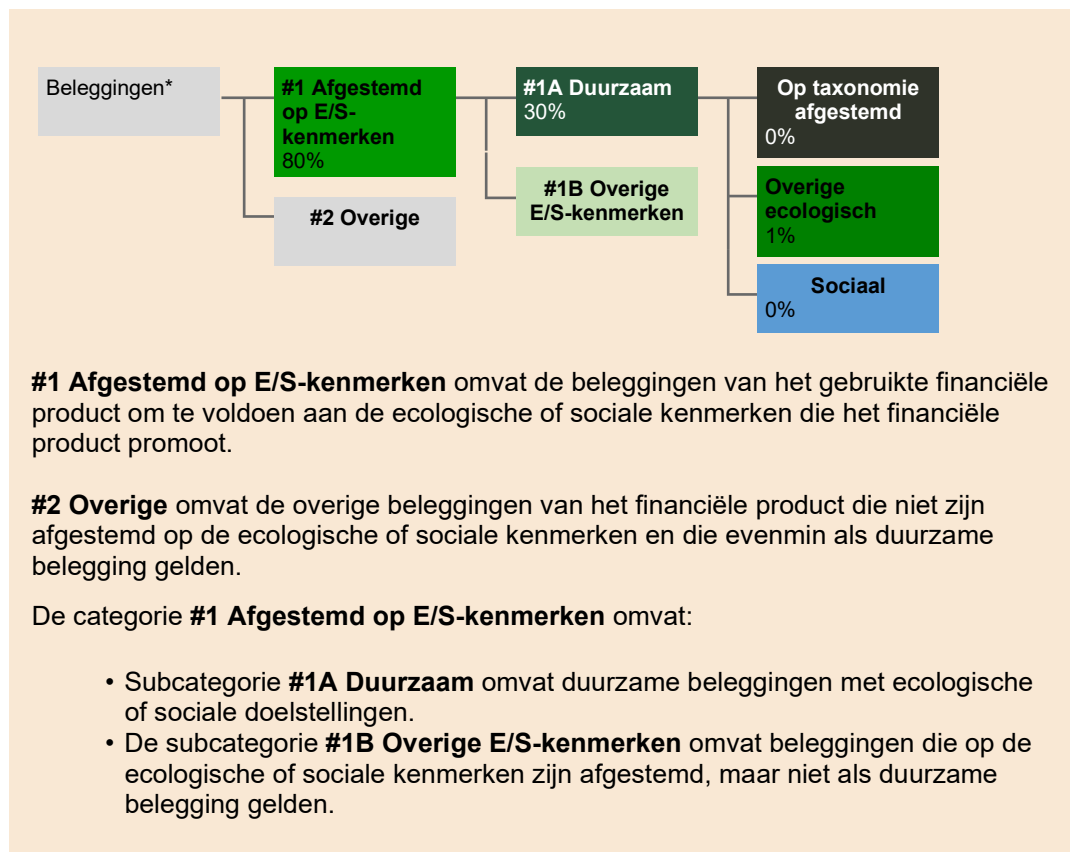 Beleggingen*
#1 Afgestemd
op E/S-
kenmerken
80%
#2 Overige
#1A Duurzaam
30%
#1B Overige
E/S-kenmerken
Op taxonomie
afgestemd
0%
Overige
ecologisch
1%
Sociaal
0%
#1 Afgestemd op E/S-kenmerken omvat de beleggingen van het gebruikte financiële
product om te voldoen aan de ecologische of sociale kenmerken die het financiële
product promoot.
#2 Overige omvat de overige beleggingen van het financiële product die niet zijn
afgestemd op de ecologische of sociale kenmerken en die evenmin als duurzame
belegging gelden.
De categorie #1 Afgestemd op E/S-kenmerken omvat:
• Subcategorie #1A Duurzaam omvat duurzame beleggingen met ecologische
of sociale doelstellingen.
• De subcategorie #1B Overige E/S-kenmerken omvat beleggingen die op de
ecologische of sociale kenmerken zijn afgestemd, maar niet als duurzame
belegging gelden.